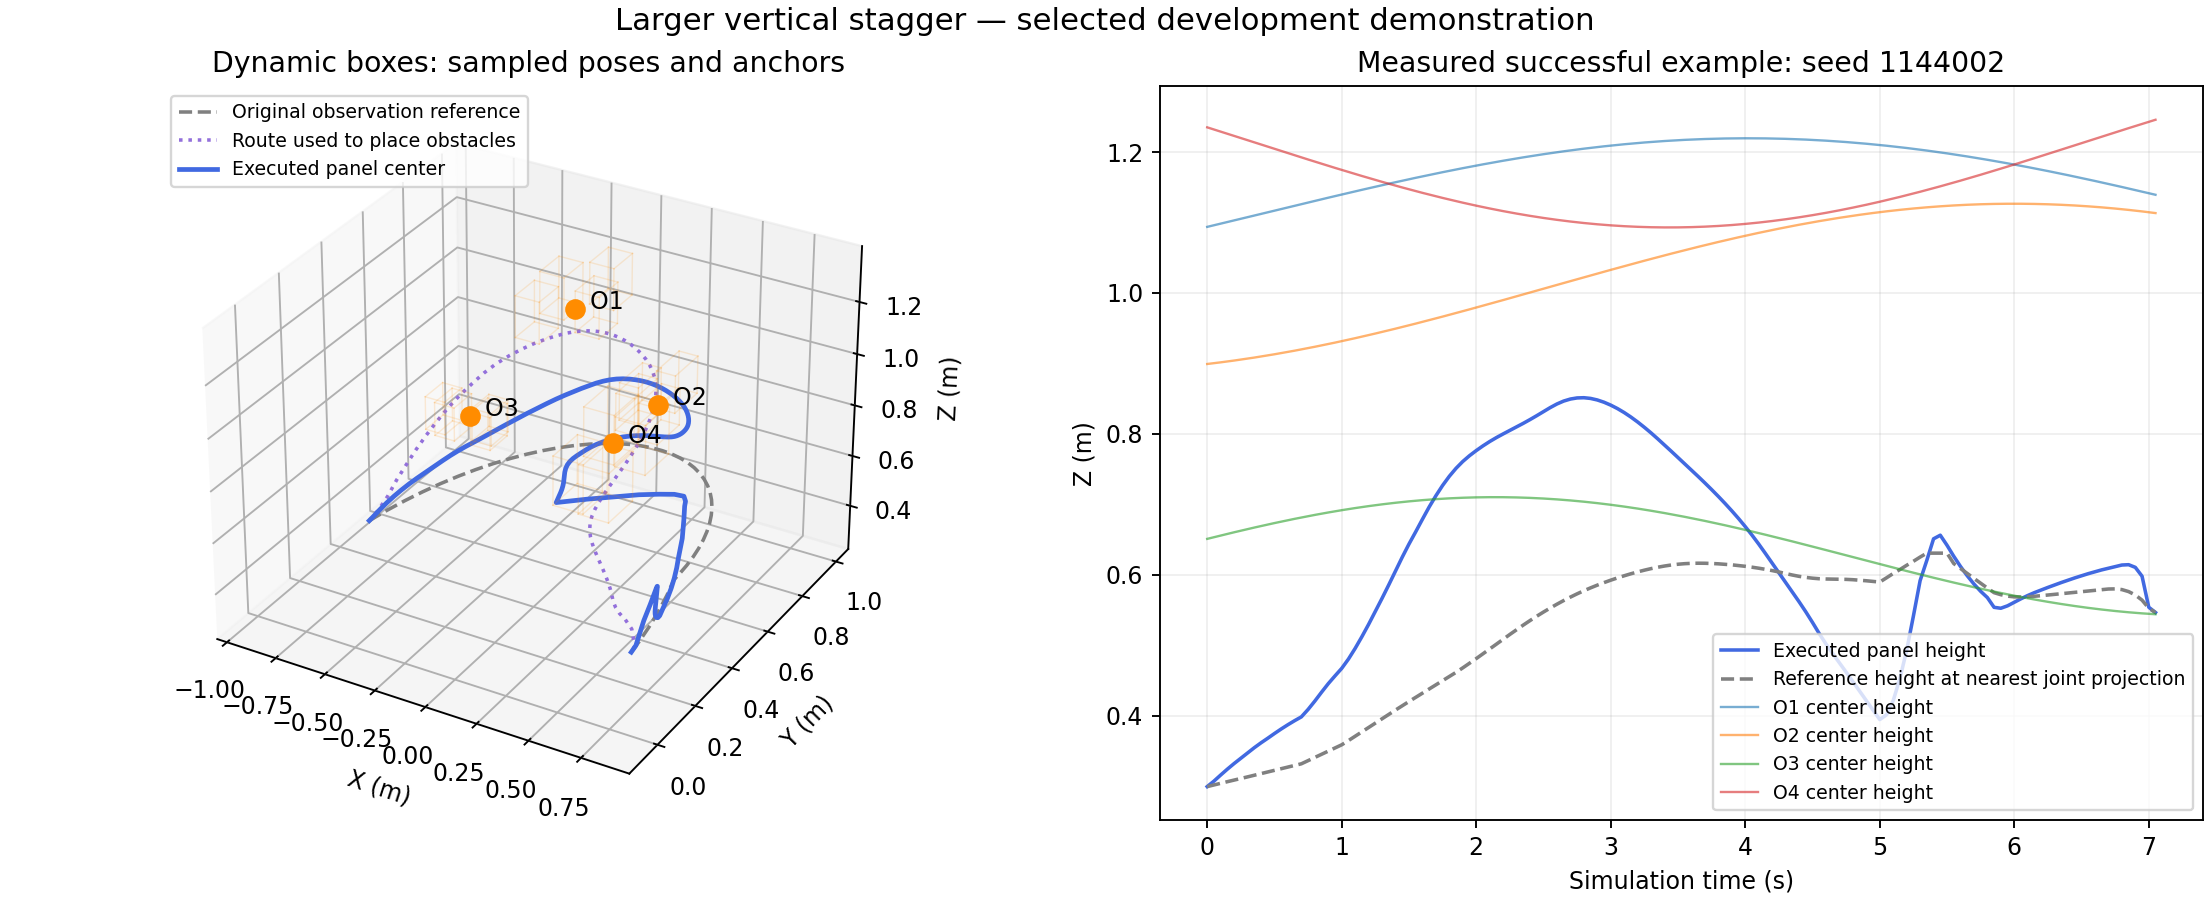 Larger vertical stagger — selected development demonstration
Dynamic boxes: sampled poses and anchors
Original observation reference
Route used to place obstacles
Executed panel center
O1
O2
O3
O4
1.2
1.0
0.8
0.6
0.4
Z (m)
1.0
0.8
0.6
0.4
0.2
0.0
Y (m)
−1.00
−0.75
−0.50
−0.25
0.00
0.25
0.50
0.75
X (m)
Measured successful example: seed 1144002
1.2
1.0
0.8
0.6
0.4
Z (m)
Executed panel height
Reference height at nearest joint projection
O1 center height
O2 center height
O3 center height
O4 center height
0 1 2 3 4 5 6 7
Simulation time (s)